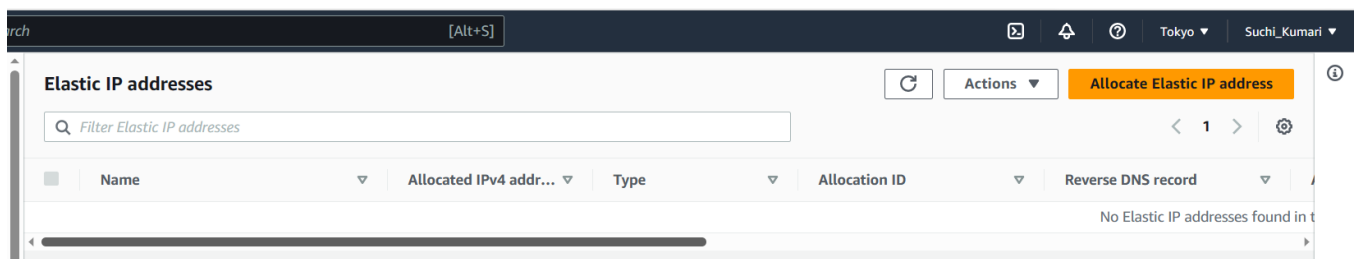 [Alt+S] Tokyo Suchi_Kumari
Elastic IP addresses Actions Allocate Elastic IP address
Filter Elastic IP addresses 1
Name Allocated IPv4 addr... Type Allocation ID Reverse DNS record
No Elastic IP addresses found in